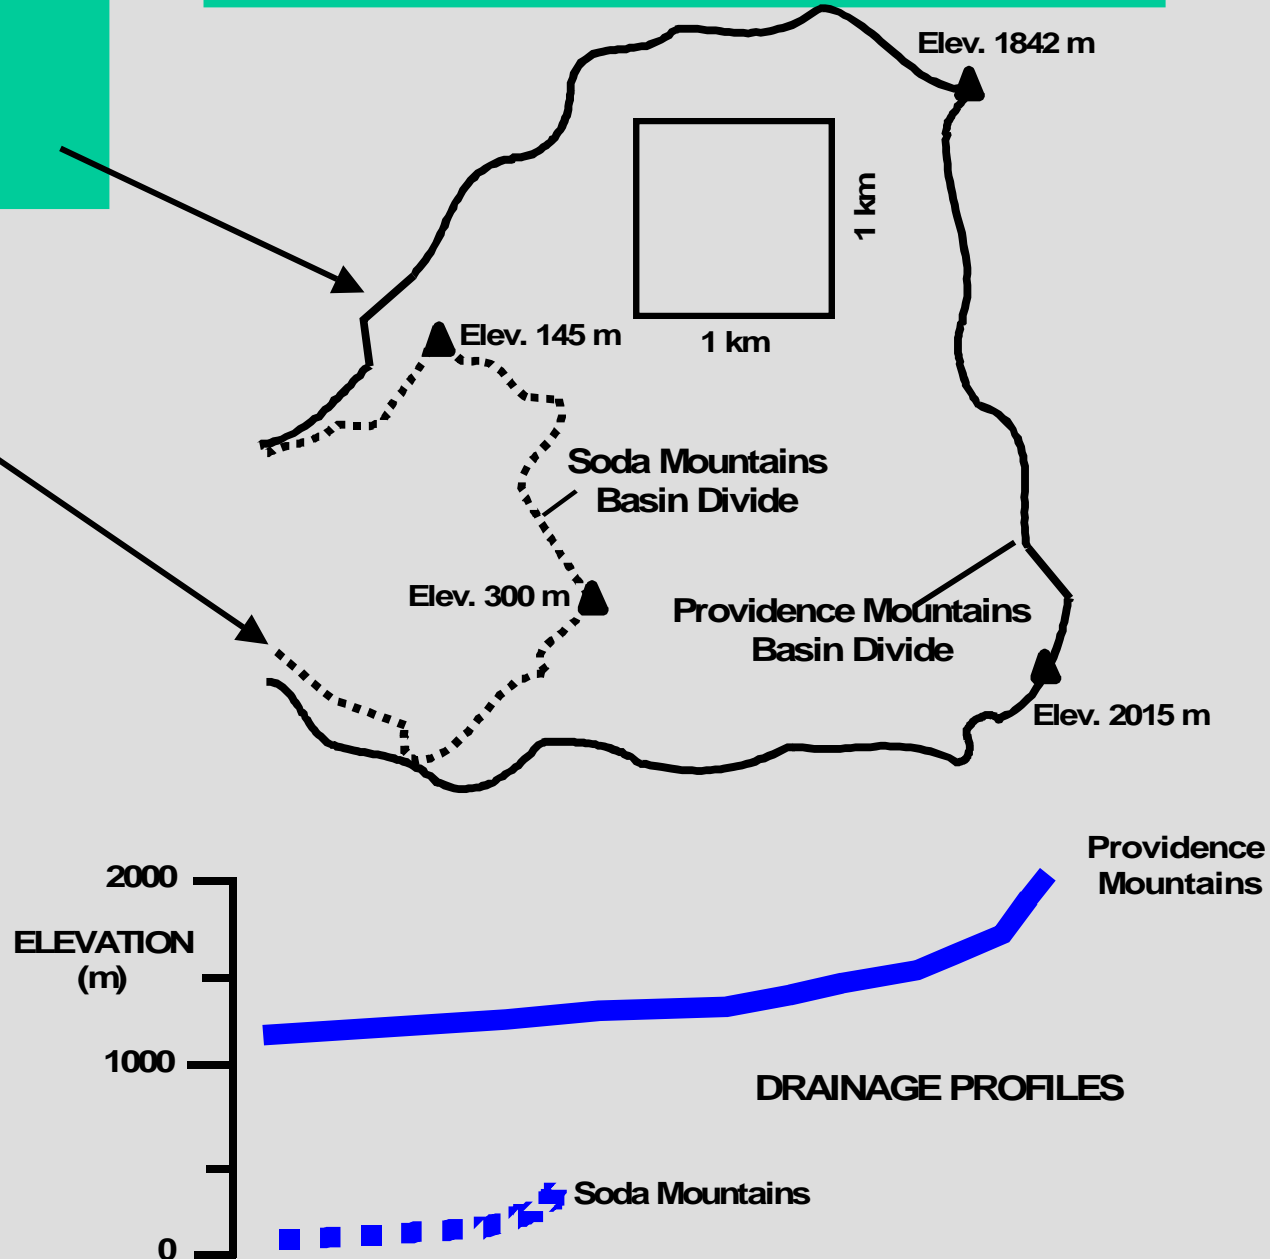 Elev. 1842 m
1 km
1 km
Elev. 145 m
Soda Mountains
Basin Divide
Elev. 300 m
Providence Mountains
Basin Divide
Elev. 2015 m
Providence
Mountains
2000
ELEVATION
(m)
1000
DRAINAGE PROFILES
Soda Mountains
0